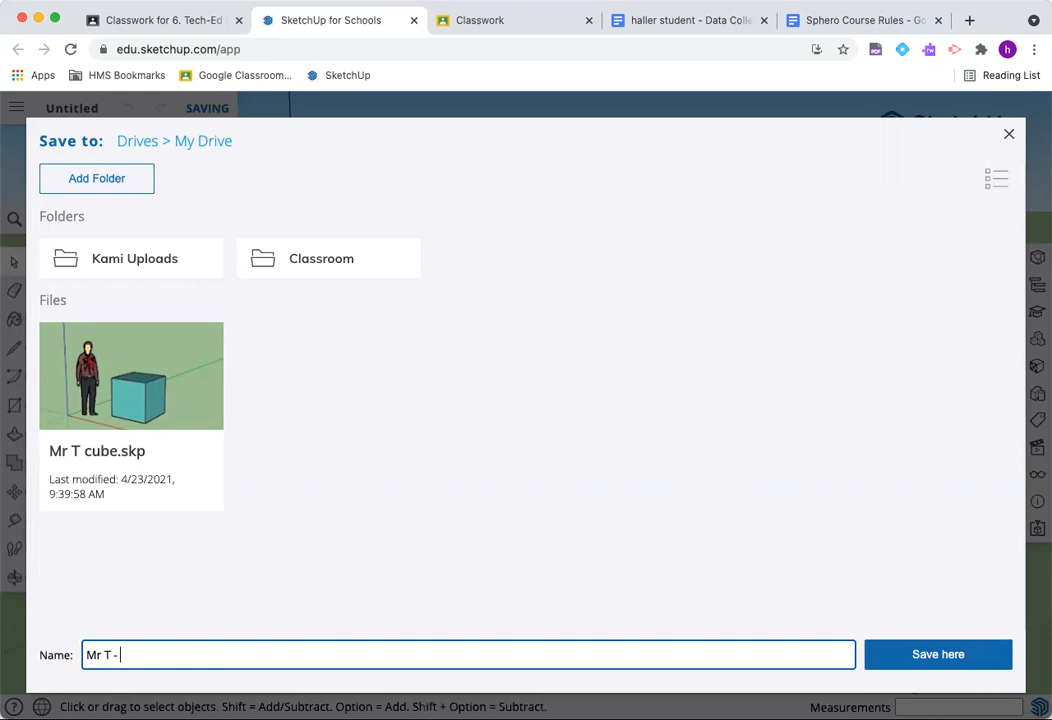 Classwork for 6. Tech-Ed
SketchUp for Schools
Classwork
haller student - Data Colle
Sphero Course Rules - Go
edu.sketchup.com/app
Apps
HMS Bookmarks
Google Classroom...
SketchUp
Reading List
Untitled
SAVING
Save to: Drives > My Drive
Add Folder
Folders
Kami Uploads
Classroom
Files
Mr T cube.skp
Last modified: 4/23/2021,
9:39:58 AM
Name: Mr T -
Save here
Click or drag to select objects. Shift = Add/Subtract. Option = Add. Shift + Option = Subtract.
Measurements